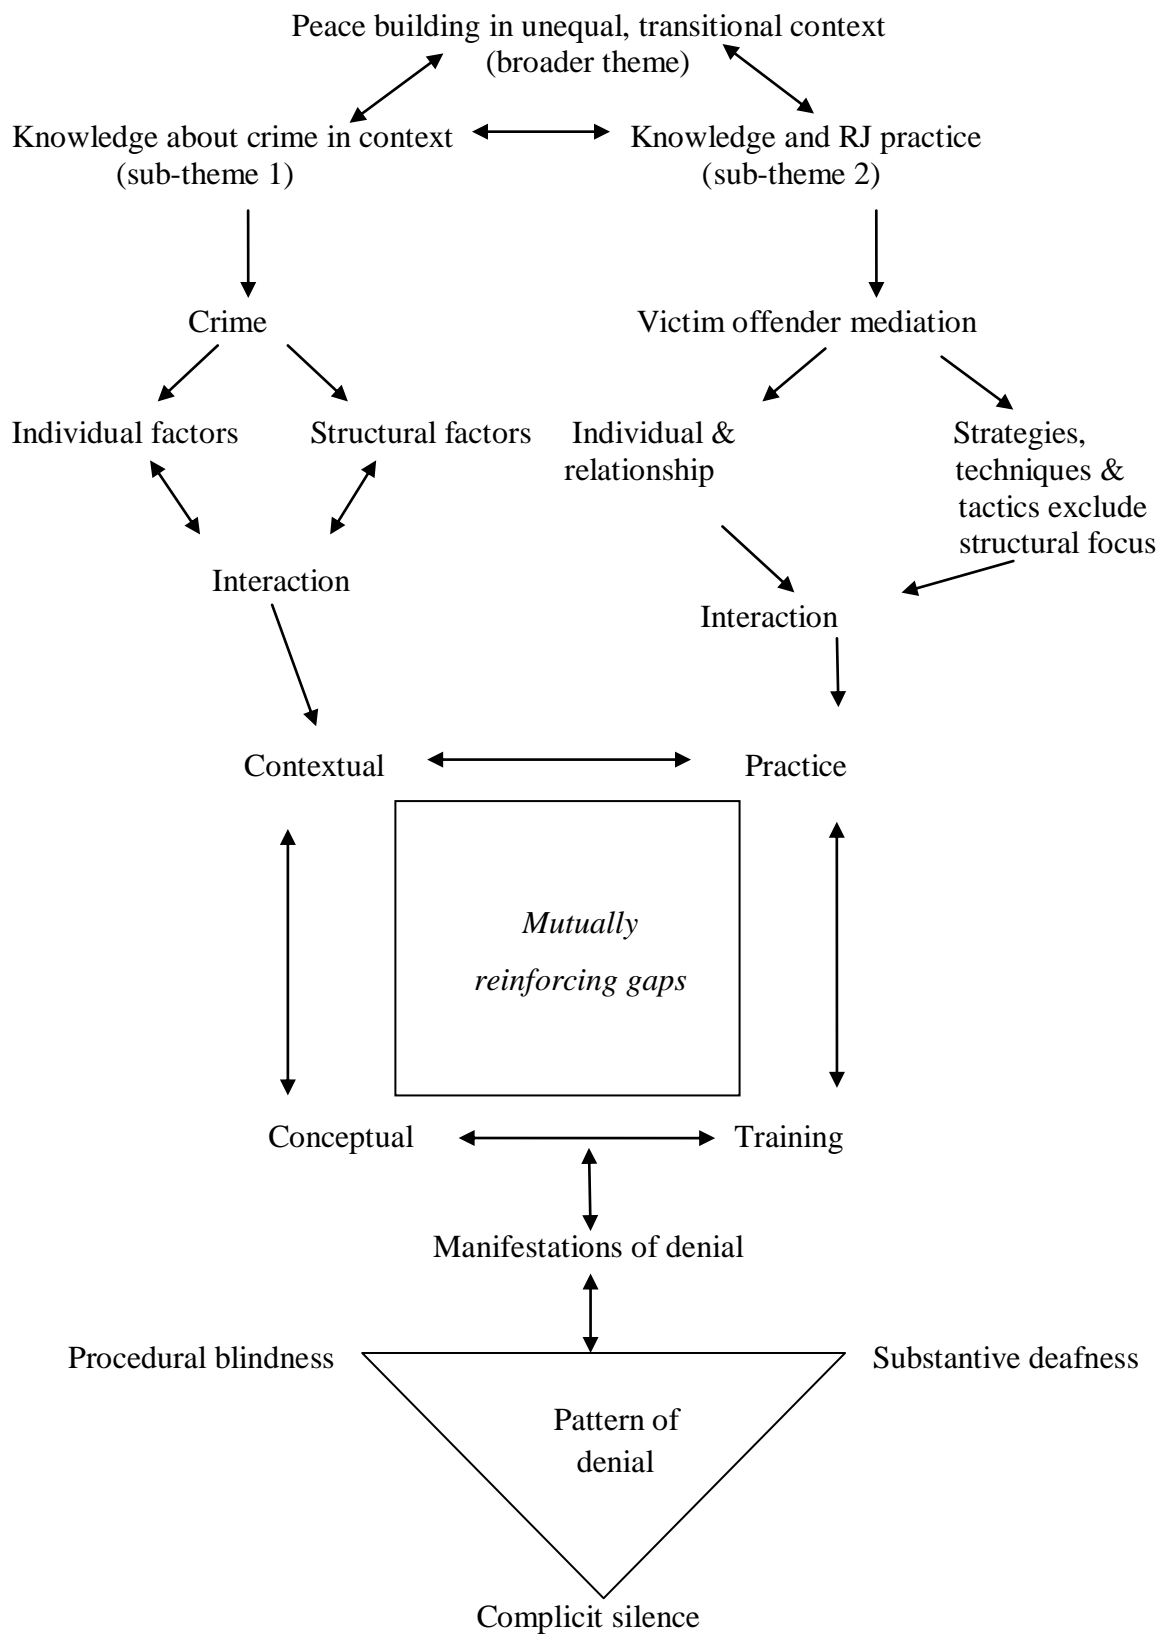 Peace building in unequal, transitional context
(broader theme)
Knowledge about crime in context
(sub-theme 1)
Knowledge and RJ practice
(sub-theme 2)
Crime
Victim offender mediation
Individual factors
Structural factors
Individual &
relationship
Strategies,
techniques &
tactics exclude
structural focus
Interaction
Interaction
Contextual
Practice
Mutually
reinforcing gaps
Conceptual
Training
Manifestations of denial
Procedural blindness
Substantive deafness
Pattern of
denial
Complicit silence